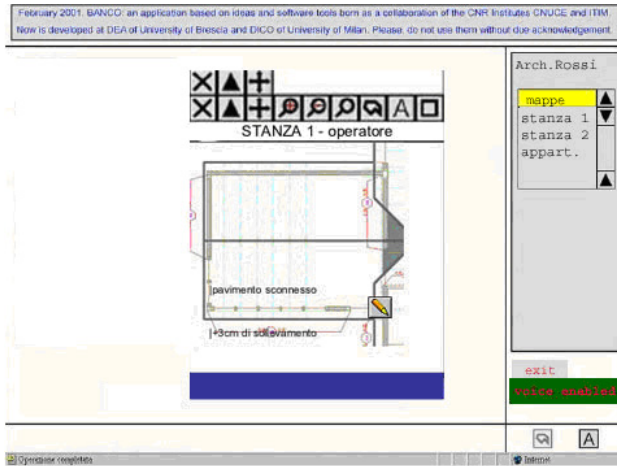 February 2001. BANCO: an application based on ideas and software tools born as a collaboration of the CNR Institutes CNUCE and ITIM.
Now is developed at DEA of University of Brescia and DICO of University of Milan. Please, do not use them without due acknowledgement.
Arch.Rossi
mappe
stanza 1
stanza 2
appart.
A
STANZA 1 - operatore
|pavimento sconnesso
|+3cm di sollevamento
exit
voice enabled
A
Operazione completata
Internet